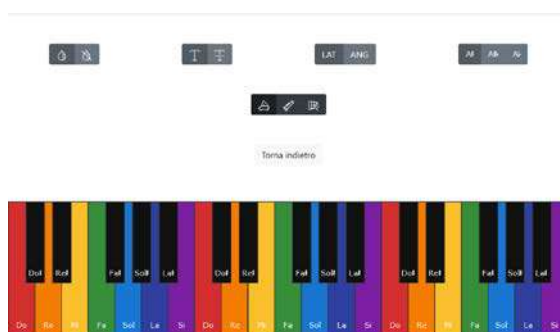 T T
LAT ANG
A# A♭
Torna indietro
Do# Re# Fa# Sol# La# Do# Re# Fa# Sol# La# Do# Re# Fa# Sol# La#
Do Re Mi Fa Sol La Si Do Re Mi Fa Sol La Si Do Re Mi Fa Sol La Si